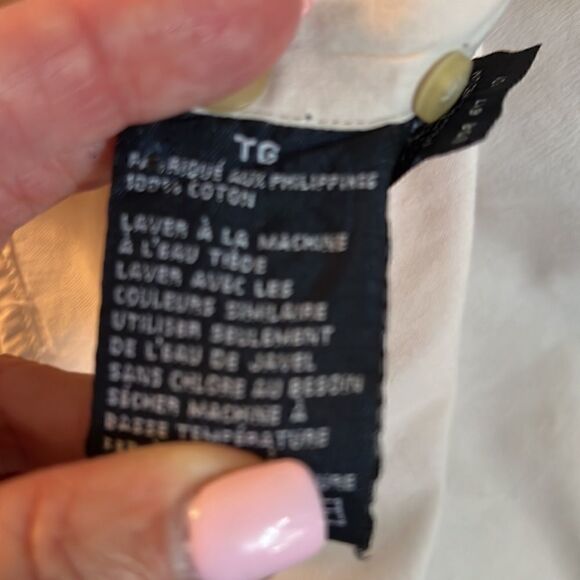 TG
FABRIQUÉ AUX PHILIPPINES
100% COTON
LAVER À LA MACHINE
À L'EAU TIÈDE
LAVER AVEC LES
COULEURS SIMILAIRE
UTILISER SEULEMENT
DE L'EAU DE JAVEL
SANS CHLORE AU BESOIN
SÉCHER MACHINE À
BASSE TEMPÉRATURE